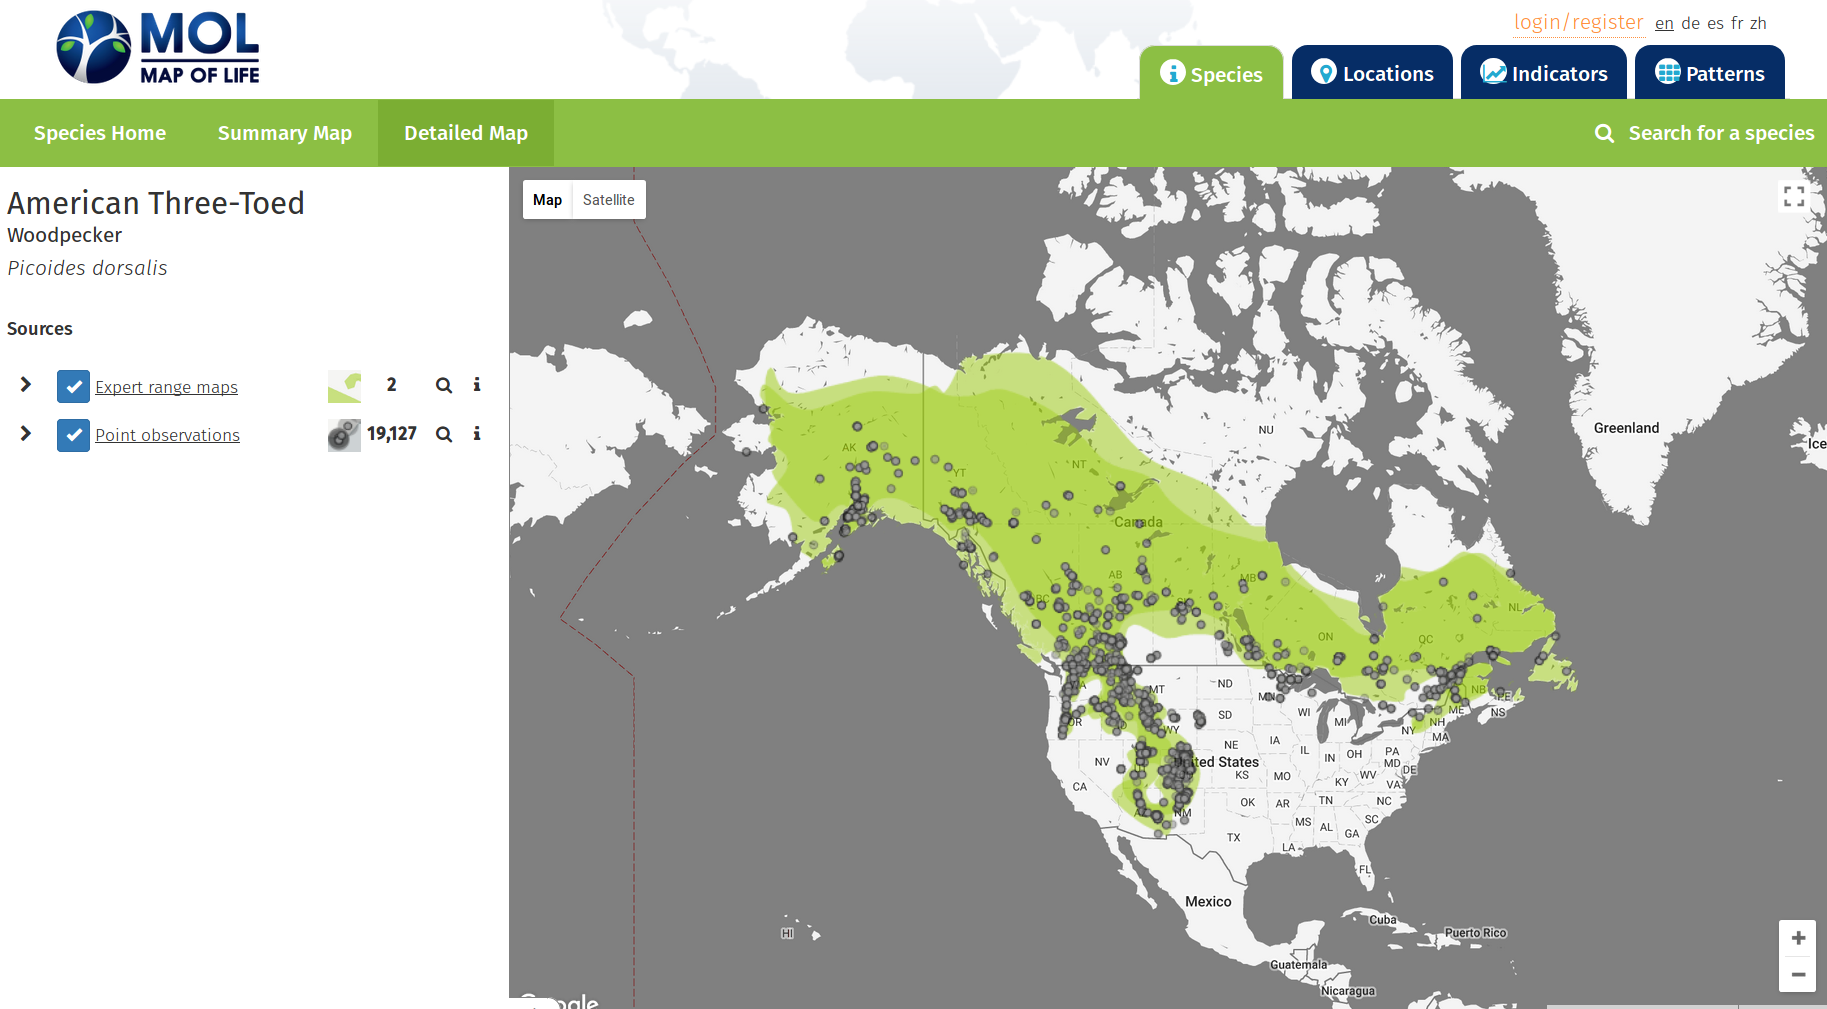 MOL
MAP OF LIFE
login/register en de es fr zh
Species
Locations
Indicators
Patterns
Species Home
Summary Map
Detailed Map
Search for a species
American Three-Toed
Woodpecker
Picoides dorsalis
Sources
Expert range maps 2
Point observations 19,127
Map
Satellite
Greenland
Ice
NU
AK
YT
NT
Canada
AB
BC
MB
ON
QC
NL
NB
PE
NS
ME
NH
MA
NY
MT
ND
MN
SD
WI
MI
OR
WY
NE
IA
IL
IN
OH
PA
MD
DE
NV
United States
KS
MO
KY
WV
VA
CA
OK
AR
TN
NC
NM
MS
AL
SC
GA
TX
LA
FL
Mexico
Cuba
Puerto Rico
HI
Guatemala
Nicaragua
Google